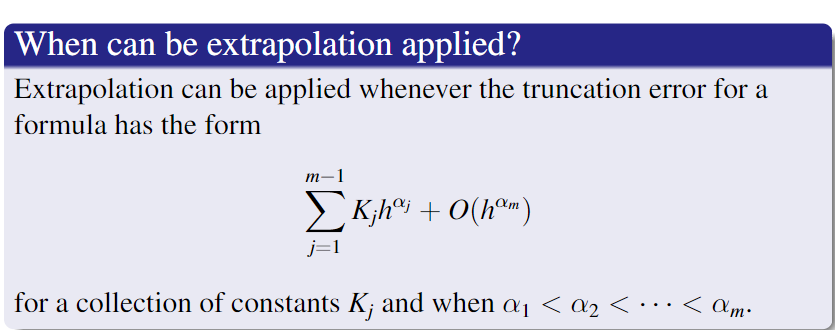 When can be extrapolation applied?
Extrapolation can be applied whenever the truncation error for a
formula has the form
$$\sum_{j=1}^{m-1} K_j h^{\alpha_j} + O(h^{\alpha_m})$$
for a collection of constants $K_j$ and when $\alpha_1 < \alpha_2 < \cdots < \alpha_m$.